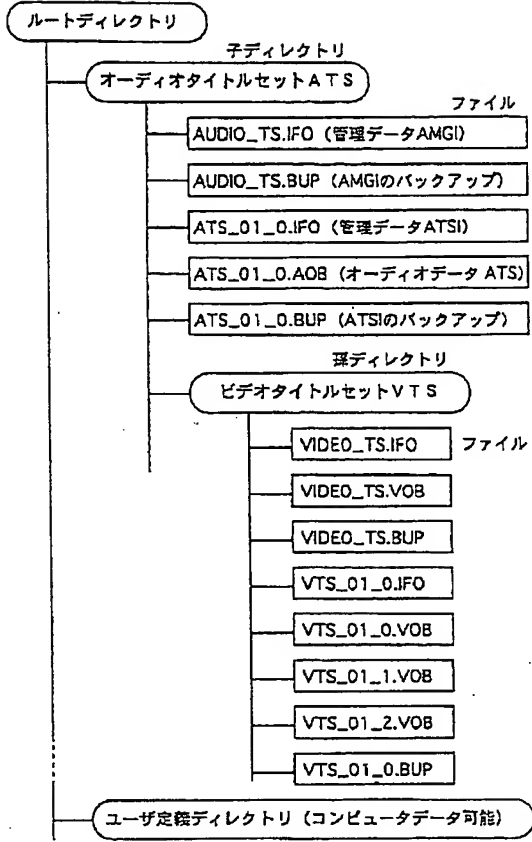 ルートディレクトリ
子ディレクトリ
オーディオタイトルセットATS
ファイル
AUDIO_TS.IFO (管理データAMGI)
AUDIO_TS.BUP (AMGIのバックアップ)
ATS_01_0.IFO (管理データATSI)
ATS_01_0.AOB (オーディオデータ ATS)
ATS_01_0.BUP (ATSIのバックアップ)
孫ディレクトリ
ビデオタイトルセットVTS
VIDEO_TS.IFO ファイル
VIDEO_TS.VOB
VIDEO_TS.BUP
VTS_01_0.IFO
VTS_01_0.VOB
VTS_01_1.VOB
VTS_01_2.VOB
VTS_01_0.BUP
ユーザ定義ディレクトリ (コンピュータデータ可能)